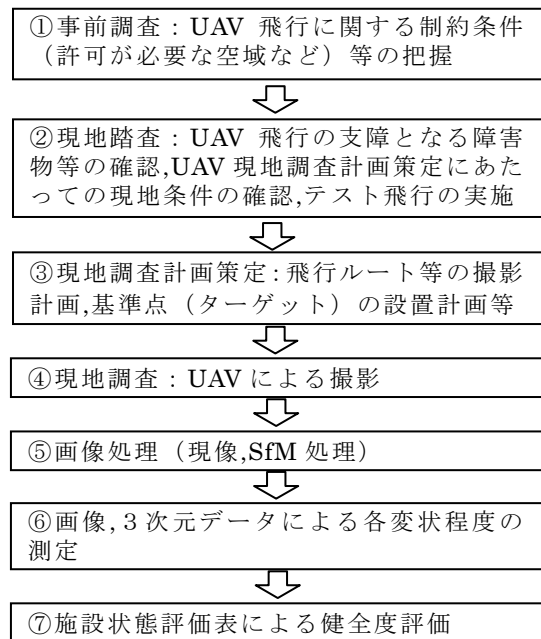 ①事前調査：UAV 飛行に関する制約条件
（許可が必要な空域など）等の把握
②現地踏査：UAV 飛行の支障となる障害
物等の確認,UAV 現地調査計画策定にあた
っての現地条件の確認,テスト飛行の実施
③現地調査計画策定：飛行ルート等の撮影
計画,基準点（ターゲット）の設置計画等
④現地調査：UAV による撮影
⑤画像処理（現像,SfM 処理）
⑥画像,３次元データによる各変状程度の
測定
⑦施設状態評価表による健全度評価